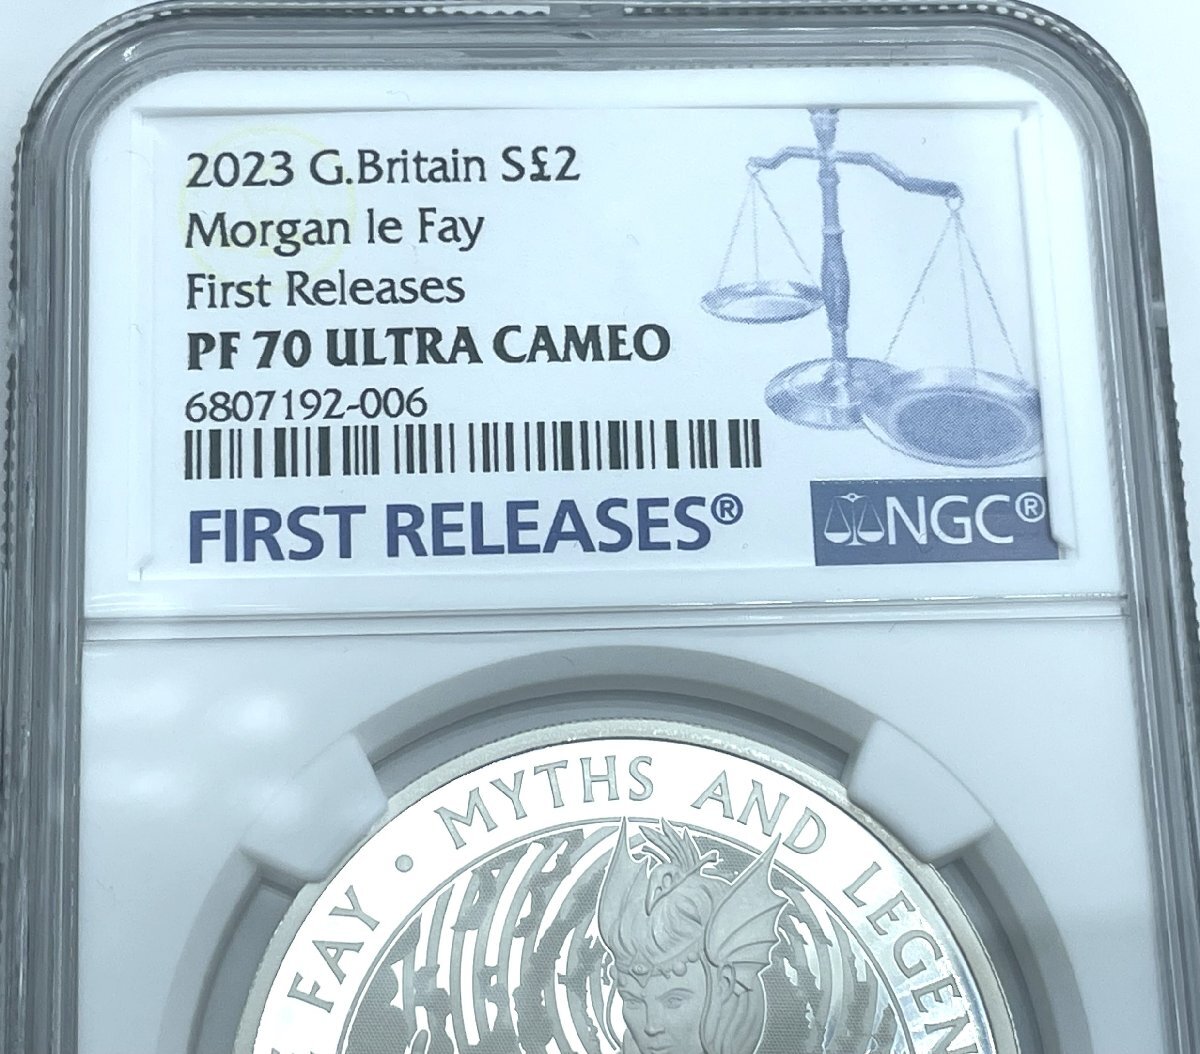 2023 G.Britain S£2
Morgan le Fay
First Releases
PF 70 ULTRA CAMEO
6807192-006
FIRST RELEASES®
NGC®
FAY • MYTHS AND LEGEN